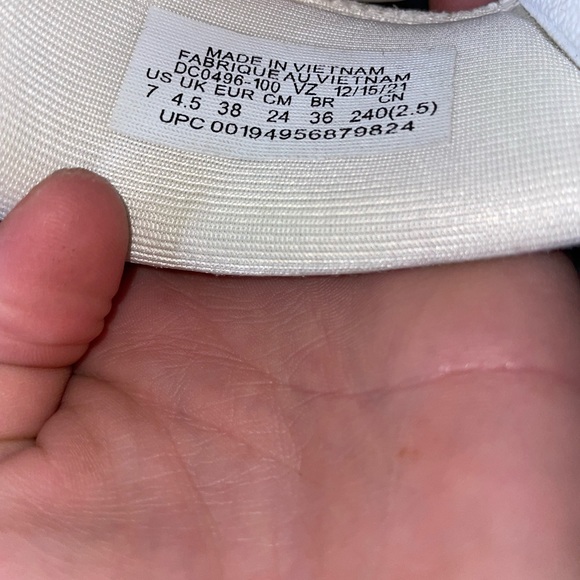 MADE IN VIETNAM
FABRIQUE AU VIETNAM
DC0496-100 VZ 12/15/21
US UK EUR CM BR CN
7 4.5 38 24 36 240(2.5)
UPC 00194956879824